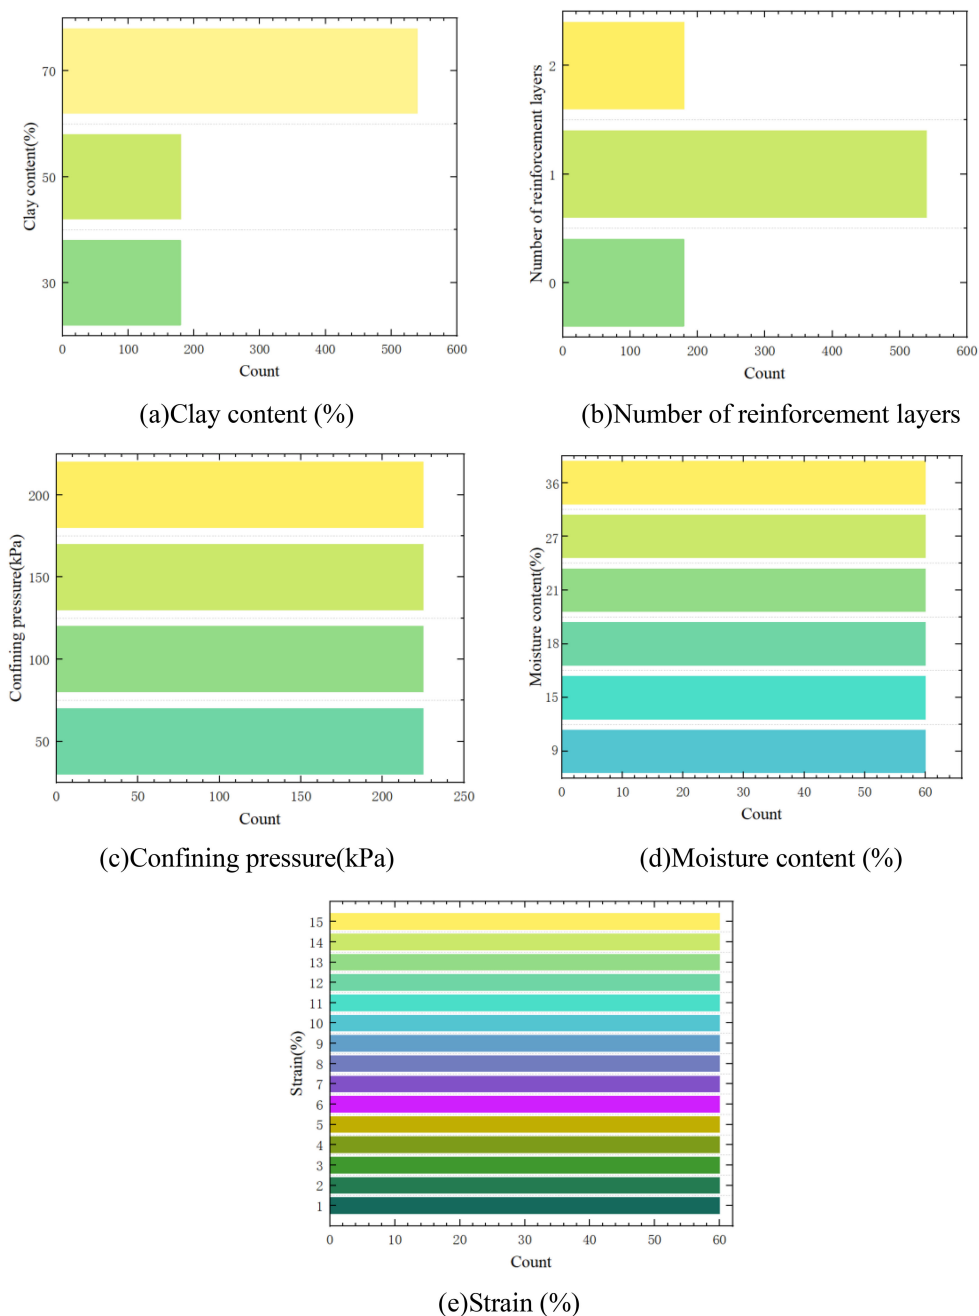 70
50
30
Clay content(%)
0 100 200 300 400 500 600
Count
(a)Clay content (%)
2
1
0
Number of reinforcement layers
0 100 200 300 400 500 600
Count
(b)Number of reinforcement layers
200
150
100
50
Confining pressure(kPa)
0 50 100 150 200 250
Count
(c)Confining pressure(kPa)
36
27
21
18
15
9
Moisture content(%)
0 10 20 30 40 50 60
Count
(d)Moisture content (%)
15
14
13
12
11
10
9
8
7
6
5
4
3
2
1
Strain(%)
0 10 20 30 40 50 60
Count
(e)Strain (%)